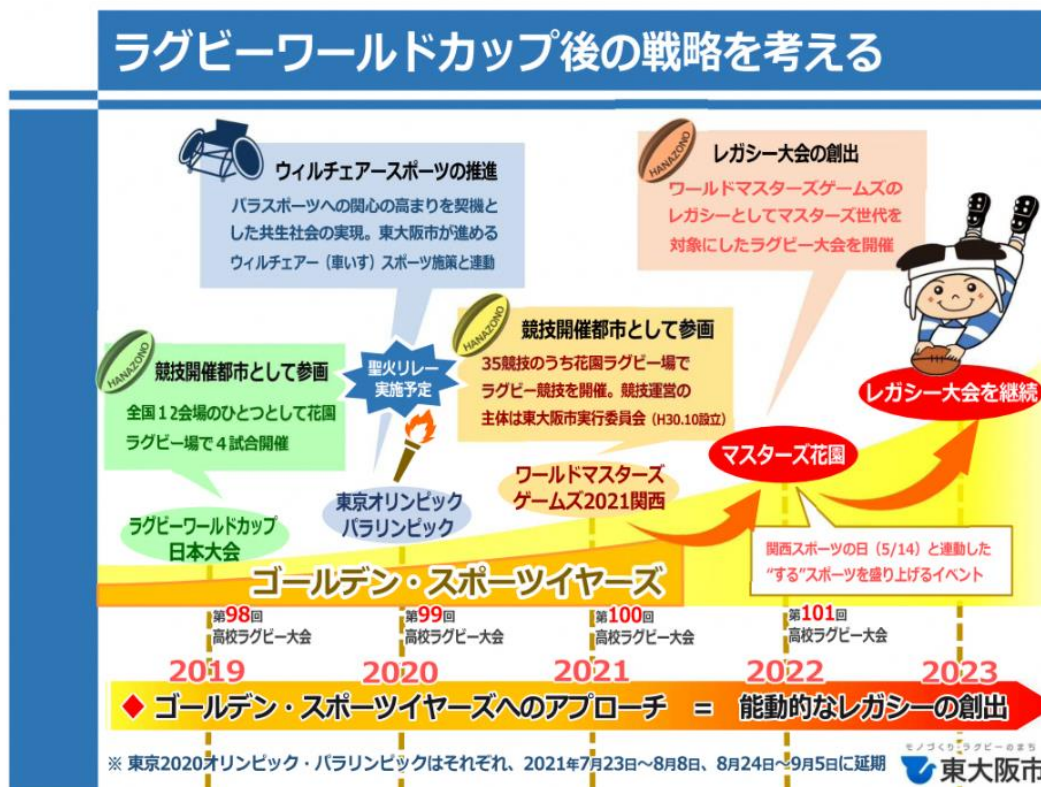 ラグビーワールドカップ後の戦略を考える
ウィルチェアースポーツの推進
パラスポーツへの関心の高まりを契機と
した共生社会の実現。東大阪市が進める
ウィルチェアー（車いす）スポーツ施策と連動
HANAZONO
レガシー大会の創出
ワールドマスターズゲームズの
レガシーとしてマスターズ世代を
対象にしたラグビー大会を開催
HANAZONO
競技開催都市として参画
全国12会場のひとつとして花園
ラグビー場で４試合開催
聖火リレー
実施予定
HANAZONO
競技開催都市として参画
35競技のうち花園ラグビー場で
ラグビー競技を開催。競技運営の
主体は東大阪市実行委員会（H30.10設立）
レガシー大会を継続
マスターズ花園
ラグビーワールドカップ
日本大会
東京オリンピック
パラリンピック
ワールドマスターズ
ゲームズ2021関西
関西スポーツの日（5/14）と連動した
“する”スポーツを盛り上げるイベント
ゴールデン・スポーツイヤーズ
第98回
高校ラグビー大会
第99回
高校ラグビー大会
第100回
高校ラグビー大会
第101回
高校ラグビー大会
2019
2020
2021
2022
2023
◆ ゴールデン・スポーツイヤーズへのアプローチ ＝ 能動的なレガシーの創出
※ 東京2020オリンピック・パラリンピックはそれぞれ、2021年7月23日～8月8日、8月24日～9月5日に延期
モノづくり・ラグビーのまち
東大阪市